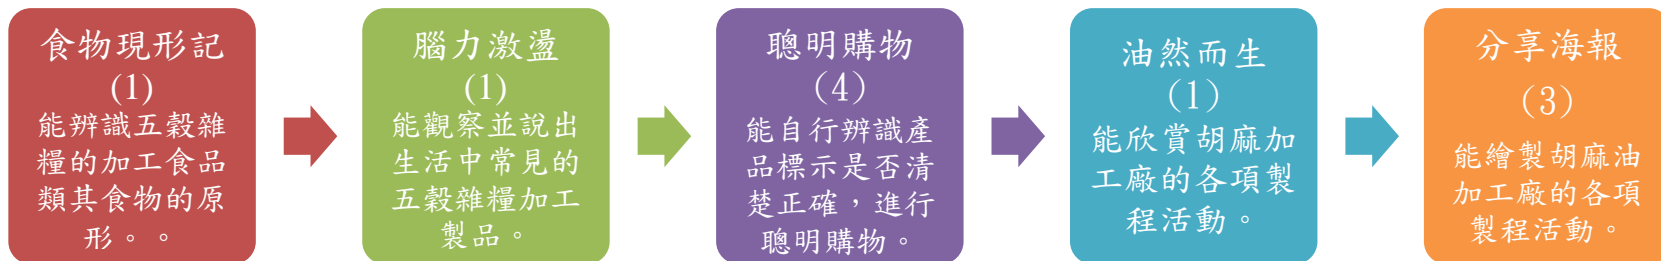 食物現形記
(1)
能辨識五穀雜
糧的加工食品
類其食物的原
形。。
腦力激盪
(1)
能觀察並說出
生活中常見的
五穀雜糧加工
製品。
聰明購物
(4)
能自行辨識產
品標示是否清
楚正確，進行
聰明購物。
油然而生
(1)
能欣賞胡麻加
工廠的各項製
程活動。
分享海報
(3)
能繪製胡麻油
加工廠的各項
製程活動。